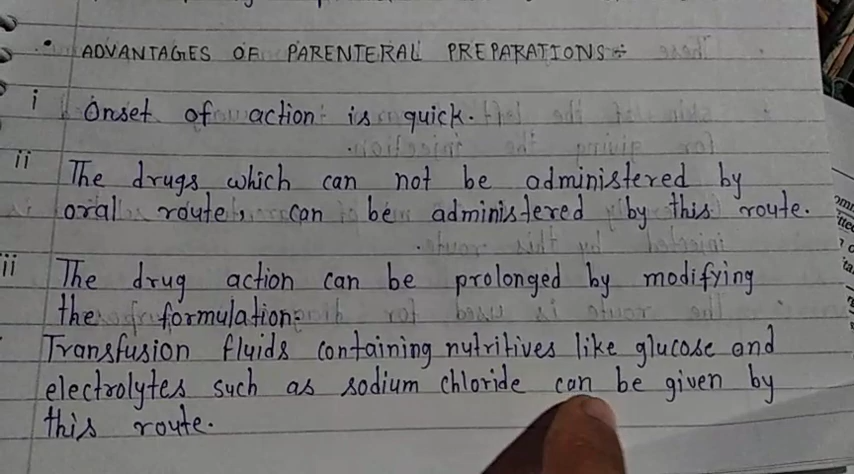 • ADVANTAGES OF PARENTERAL PREPARATIONS ÷
i Onset of action is quick.
ii The drugs which can not be administered by
oral route, can be administered by this route.
iii The drug action can be prolonged by modifying
the formulation.
Transfusion fluids containing nutritives like glucose and
electrolytes such as sodium chloride can be given by
this route.